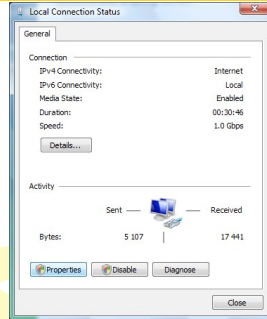 Local Connection Status
General
Connection
IPv4 Connectivity: Internet
IPv6 Connectivity: Local
Media State: Enabled
Duration: 00:30:46
Speed: 1.0 Gbps
Details...
Activity
Sent Received
Bytes: 5 107 17 441
Properties Disable Diagnose
Close